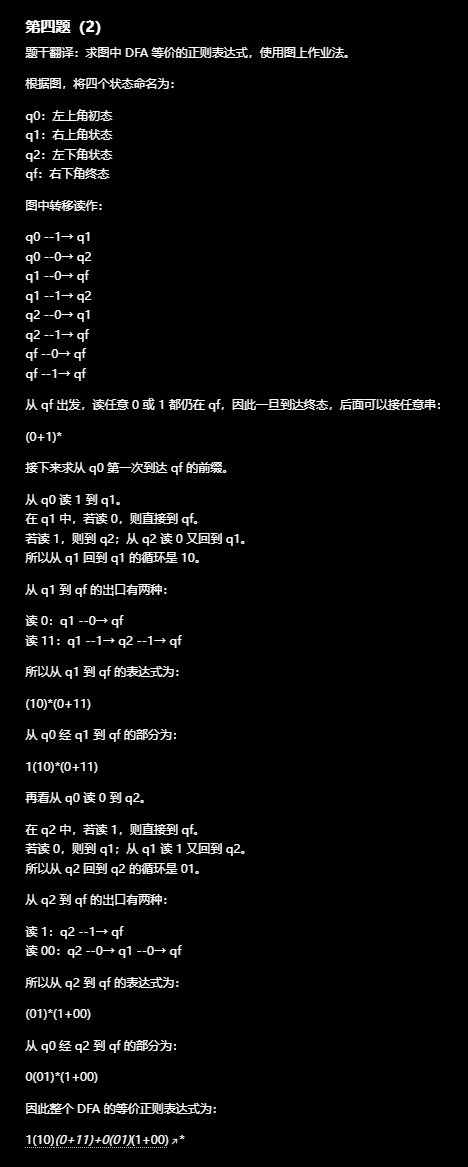 第四题（2）
题干翻译：求图中 DFA 等价的正则表达式，使用图上作业法。
根据图，将四个状态命名为：
q0：左上角初态
q1：右上角状态
q2：左下角状态
qf：右下角终态
图中转移读作：
q0 --1→ q1
q0 --0→ q2
q1 --0→ qf
q1 --1→ q2
q2 --0→ q1
q2 --1→ qf
qf --0→ qf
qf --1→ qf
从 qf 出发，读任意 0 或 1 都仍在 qf，因此一旦到达终态，后面可以接任意串：
(0+1)*
接下来求从 q0 第一次到达 qf 的前缀。
从 q0 读 1 到 q1。
在 q1 中，若读 0，则直接到 qf。
若读 1，则到 q2；从 q2 读 0 又回到 q1。
所以从 q1 回到 q1 的循环是 10。
从 q1 到 qf 的出口有两种：
读 0：q1 --0→ qf
读 11：q1 --1→ q2 --1→ qf
所以从 q1 到 qf 的表达式为：
(10)*(0+11)
从 q0 经 q1 到 qf 的部分为：
1(10)*(0+11)
再看从 q0 读 0 到 q2。
在 q2 中，若读 1，则直接到 qf。
若读 0，则到 q1；从 q1 读 1 又回到 q2。
所以从 q2 回到 q2 的循环是 01。
从 q2 到 qf 的出口有两种：
读 1：q2 --1→ qf
读 00：q2 --0→ q1 --0→ qf
所以从 q2 到 qf 的表达式为：
(01)*(1+00)
从 q0 经 q2 到 qf 的部分为：
0(01)*(1+00)
因此整个 DFA 的等价正则表达式为：
1(10)(0+11)+0(01)(1+00)↗*